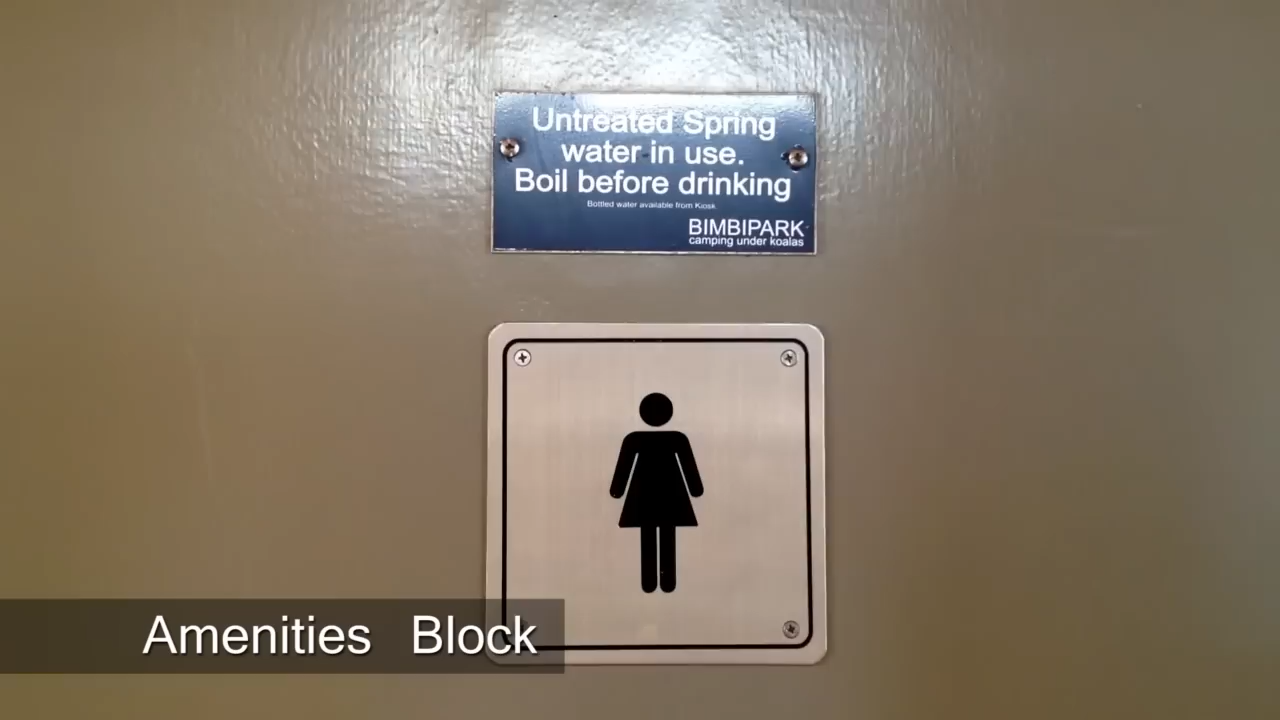 Untreated Spring
water in use.
Boil before drinking
Bottled water available from Kiosk
BIMBIPARK
camping under koalas
Amenities Block